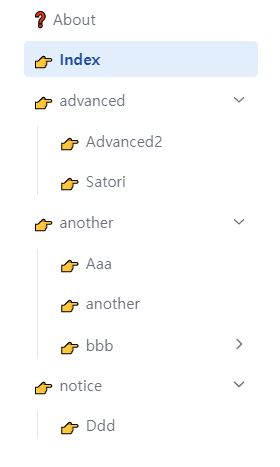 ❓ About
👉 Index
👉 advanced
👉 Advanced2
👉 Satori
👉 another
👉 Aaa
👉 another
👉 bbb
👉 notice
👉 Ddd